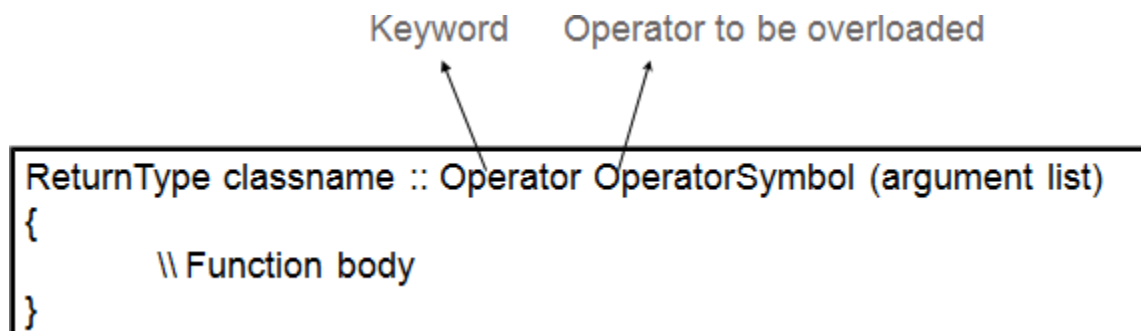 Keyword Operator to be overloaded
ReturnType classname :: Operator OperatorSymbol (argument list)
{
\\ Function body
}